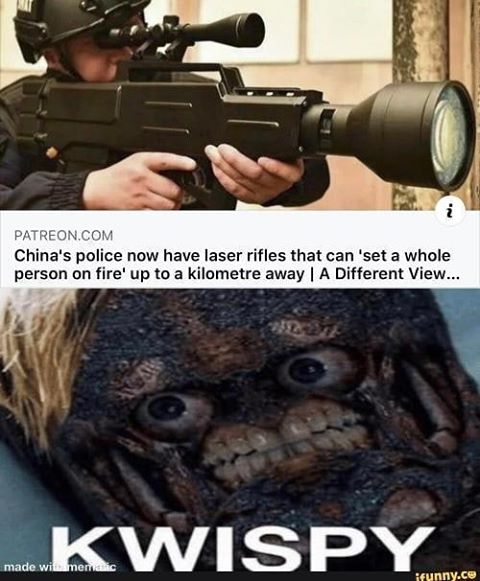 PATREON.COM
China's police now have laser rifles that can 'set a whole
person on fire' up to a kilometre away | A Different View...
KWISPY
made with mematic
ifunny.ce